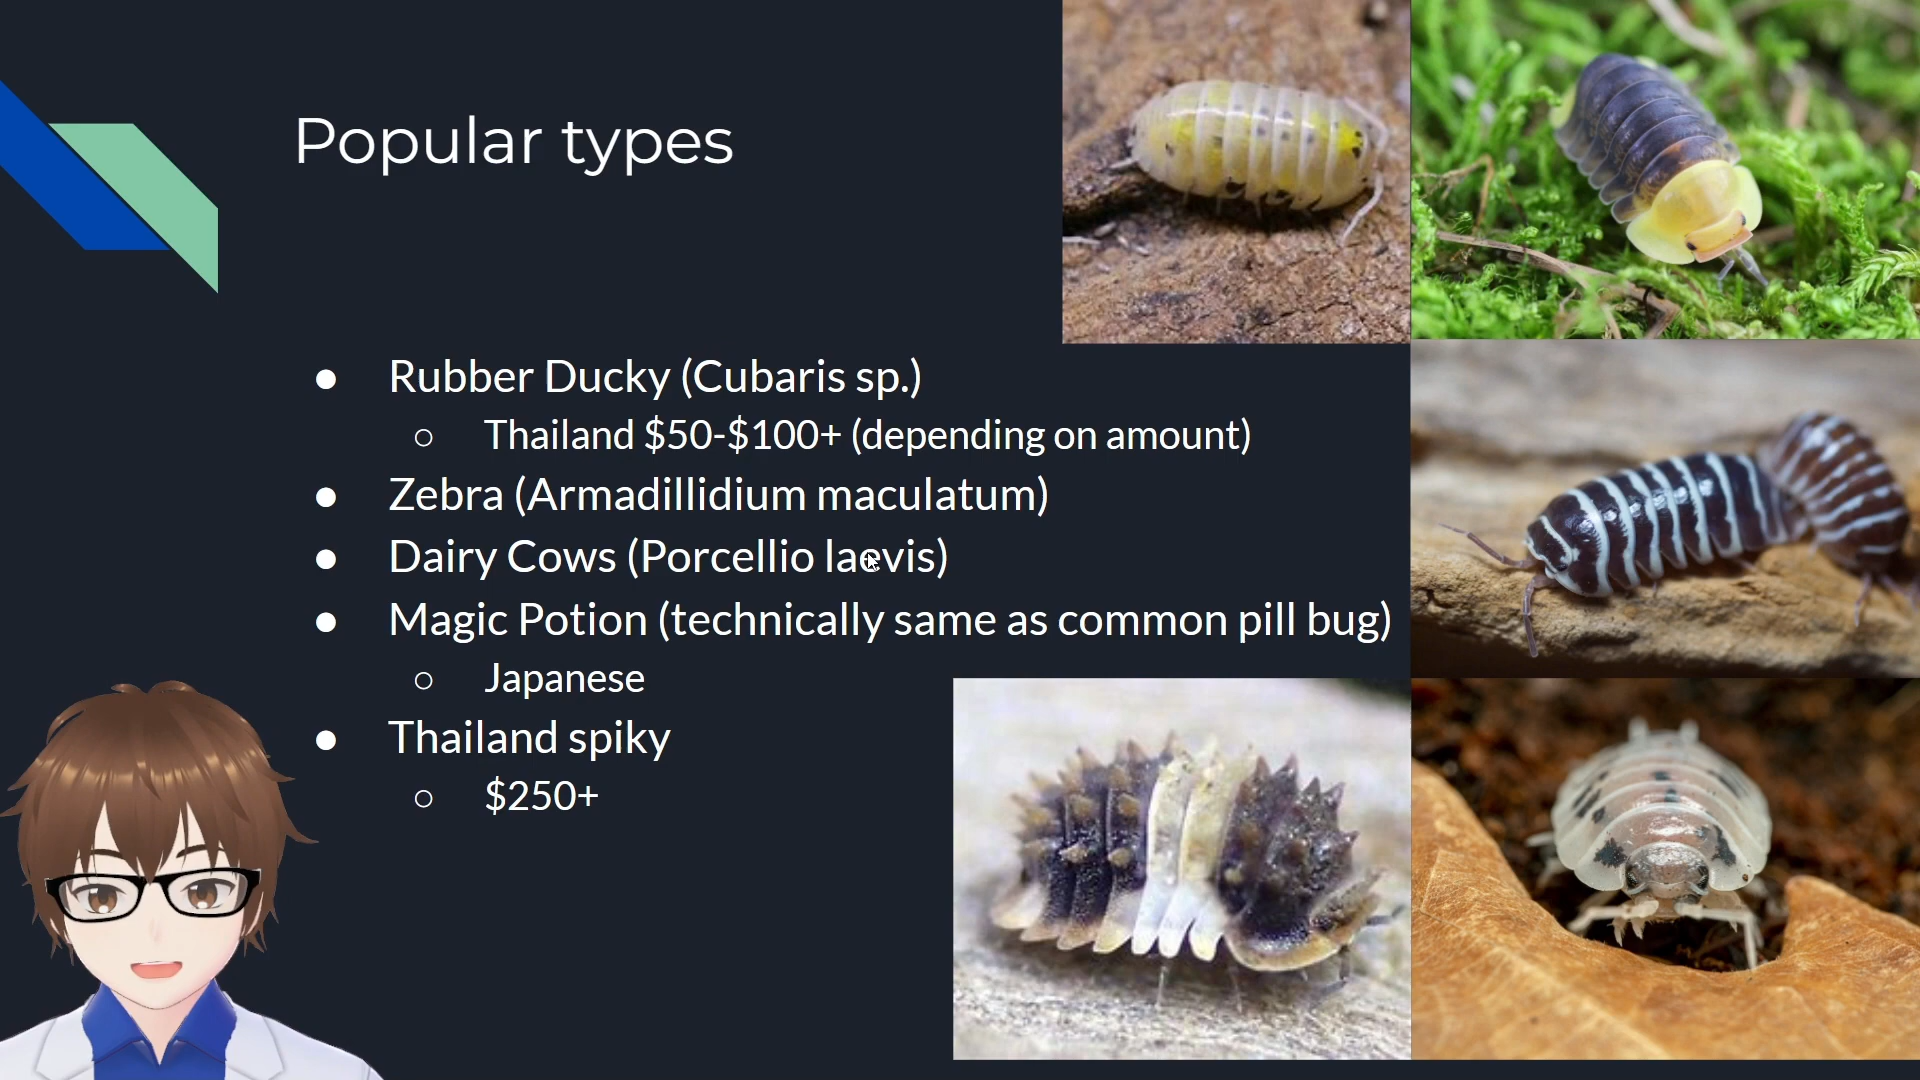 Popular types
● Rubber Ducky (Cubaris sp.)
○ Thailand $50-$100+ (depending on amount)
● Zebra (Armadillidium maculatum)
● Dairy Cows (Porcellio laevis)
● Magic Potion (technically same as common pill bug)
○ Japanese
● Thailand spiky
○ $250+